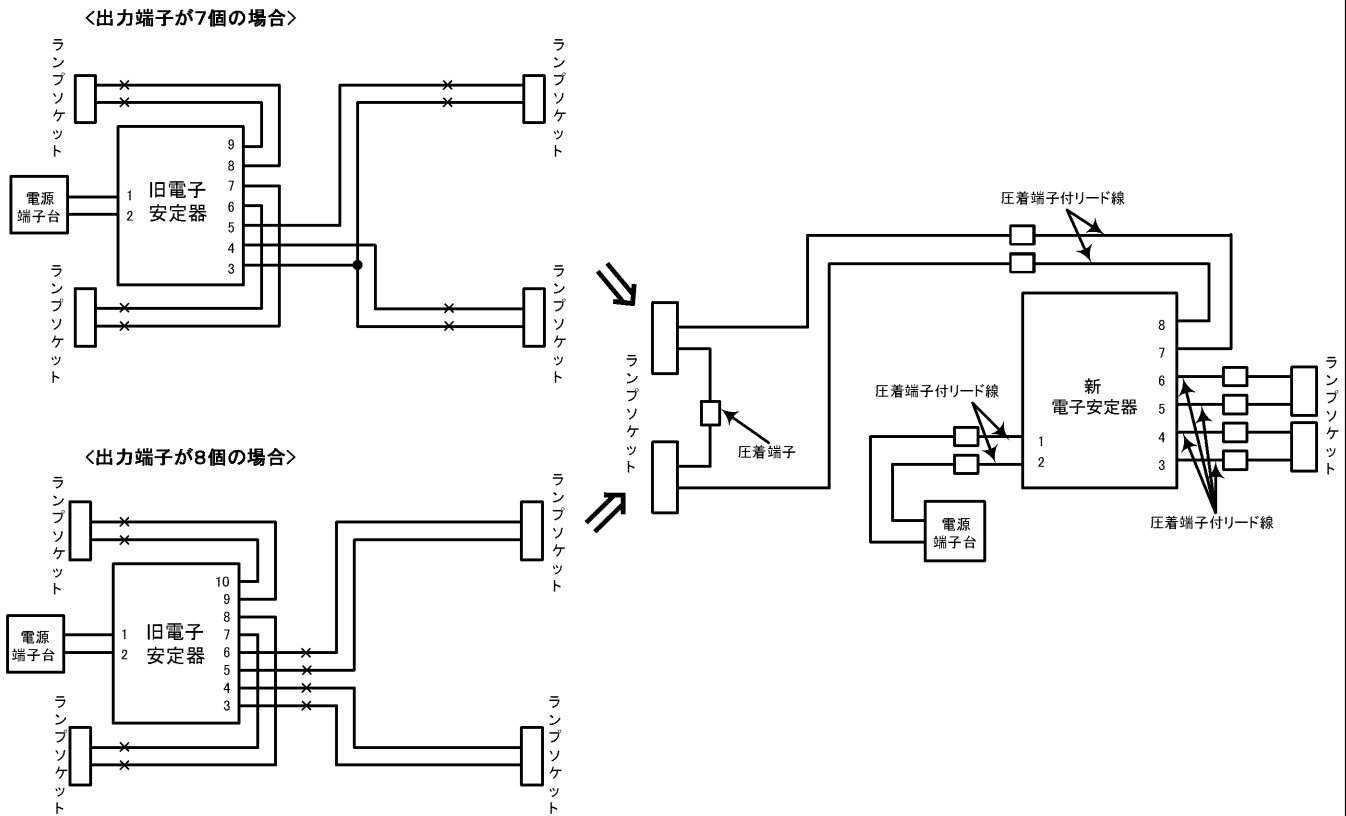 <出力端子が7個の場合>
ランプソケット
ランプソケット
9
8
7
6
5
4
3
1
2
旧電子
安定器
電源
端子台
ランプソケット
ランプソケット
<出力端子が8個の場合>
ランプソケット
ランプソケット
10
9
8
7
6
5
4
3
1
2
旧電子
安定器
電源
端子台
ランプソケット
ランプソケット
圧着端子付リード線
ランプソケット
圧着端子
圧着端子付リード線
8
7
6
5
4
3
1
2
新
電子安定器
ランプソケット
圧着端子付リード線
電源
端子台